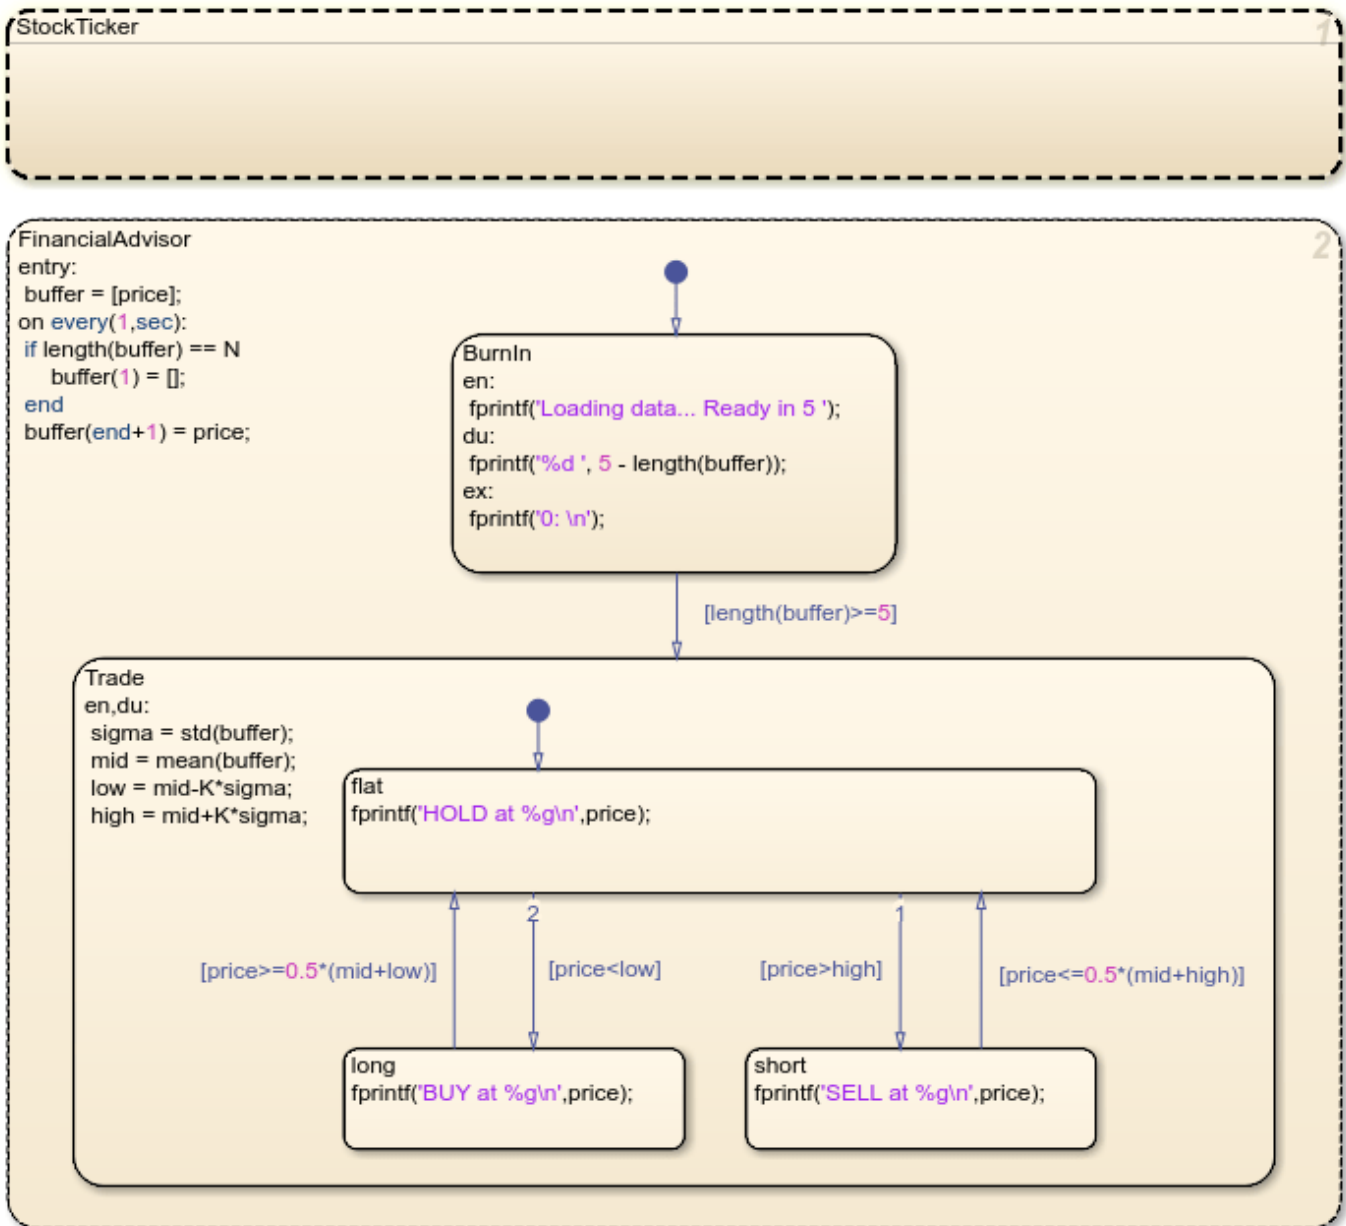 StockTicker
1
FinancialAdvisor
2
entry:
buffer = [price];
on every(1,sec):
if length(buffer) == N
buffer(1) = [];
end
buffer(end+1) = price;
BurnIn
en:
fprintf('Loading data... Ready in 5 ');
du:
fprintf('%d ', 5 - length(buffer));
ex:
fprintf('0: \n');
[length(buffer)>=5]
Trade
en,du:
sigma = std(buffer);
mid = mean(buffer);
low = mid-K*sigma;
high = mid+K*sigma;
flat
fprintf('HOLD at %g\n',price);
2
1
[price>=0.5*(mid+low)]
[price<low]
[price>high]
[price<=0.5*(mid+high)]
long
fprintf('BUY at %g\n',price);
short
fprintf('SELL at %g\n',price);